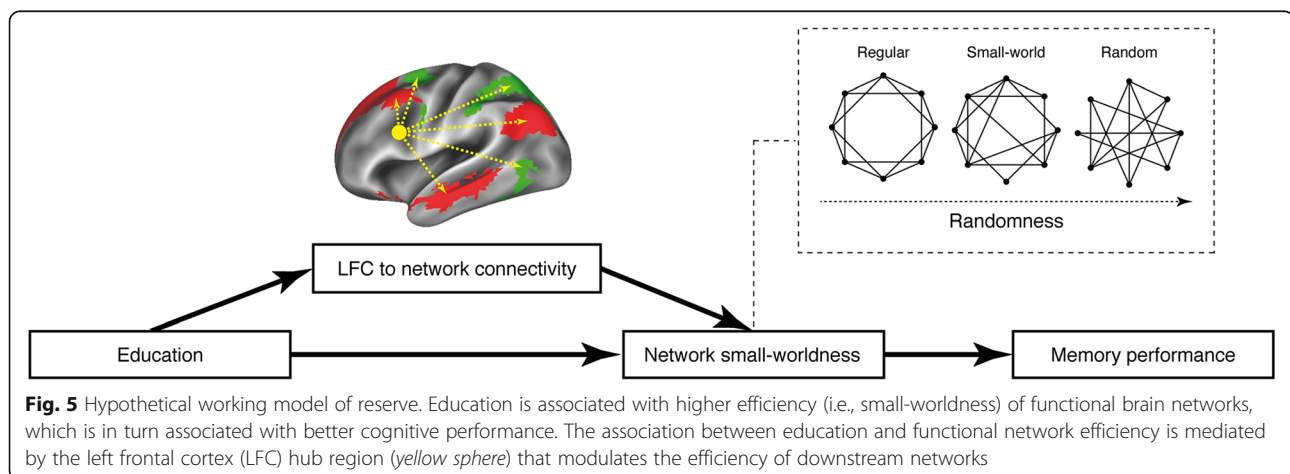 Regular Small-world Random
Randomness
LFC to network connectivity
Education Network small-worldness Memory performance
Fig. 5 Hypothetical working model of reserve. Education is associated with higher efficiency (i.e., small-worldness) of functional brain networks,
which is in turn associated with better cognitive performance. The association between education and functional network efficiency is mediated
by the left frontal cortex (LFC) hub region (yellow sphere) that modulates the efficiency of downstream networks